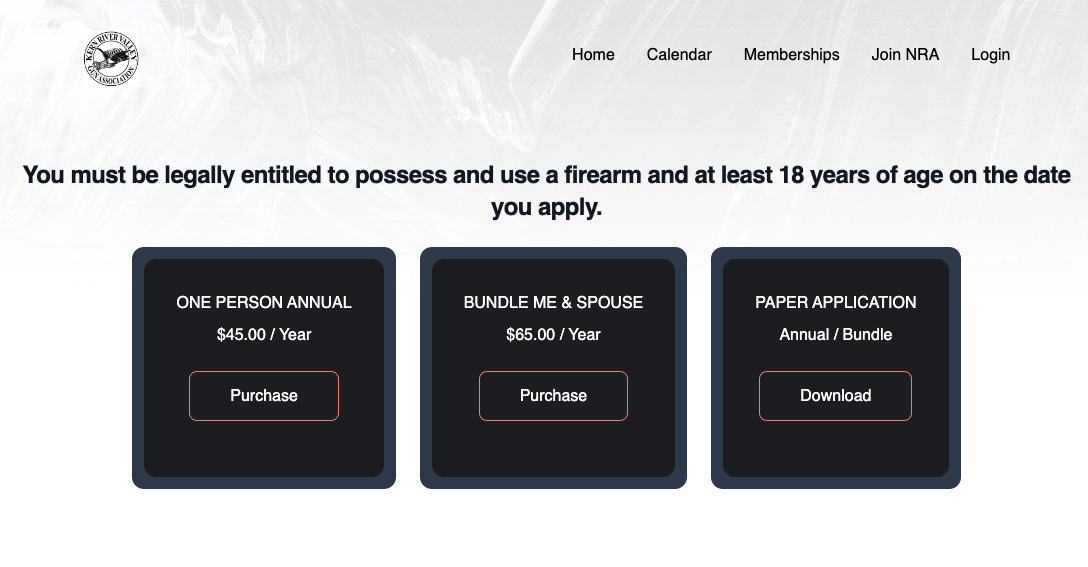 KERN RIVER VALLEY
GUN ASSOCIATION
Home
Calendar
Memberships
Join NRA
Login
You must be legally entitled to possess and use a firearm and at least 18 years of age on the date
you apply.
ONE PERSON ANNUAL
$45.00 / Year
Purchase
BUNDLE ME & SPOUSE
$65.00 / Year
Purchase
PAPER APPLICATION
Annual / Bundle
Download